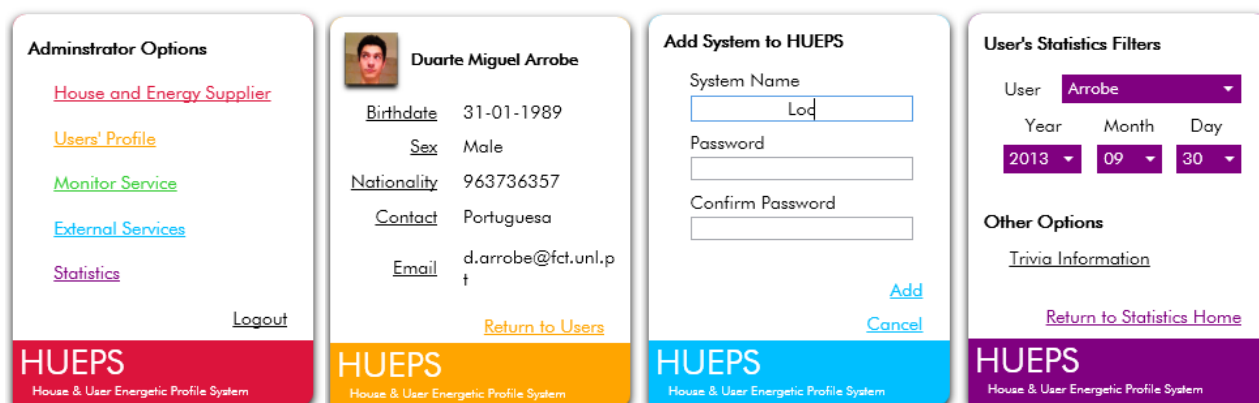 Adminstrator Options
House and Energy Supplier
Users' Profile
Monitor Service
External Services
Statistics
Logout
HUEPS
House & User Energetic Profile System
Duarte Miguel Arrobe
Birthdate 31-01-1989
Sex Male
Nationality 963736357
Contact Portuguesa
Email d.arrobe@fct.unl.p
t
Return to Users
HUEPS
House & User Energetic Profile System
Add System to HUEPS
System Name
Loc
Password
Confirm Password
Add
Cancel
HUEPS
House & User Energetic Profile System
User's Statistics Filters
User Arrobe
Year Month Day
2013 09 30
Other Options
Trivia Information
Return to Statistics Home
HUEPS
House & User Energetic Profile System